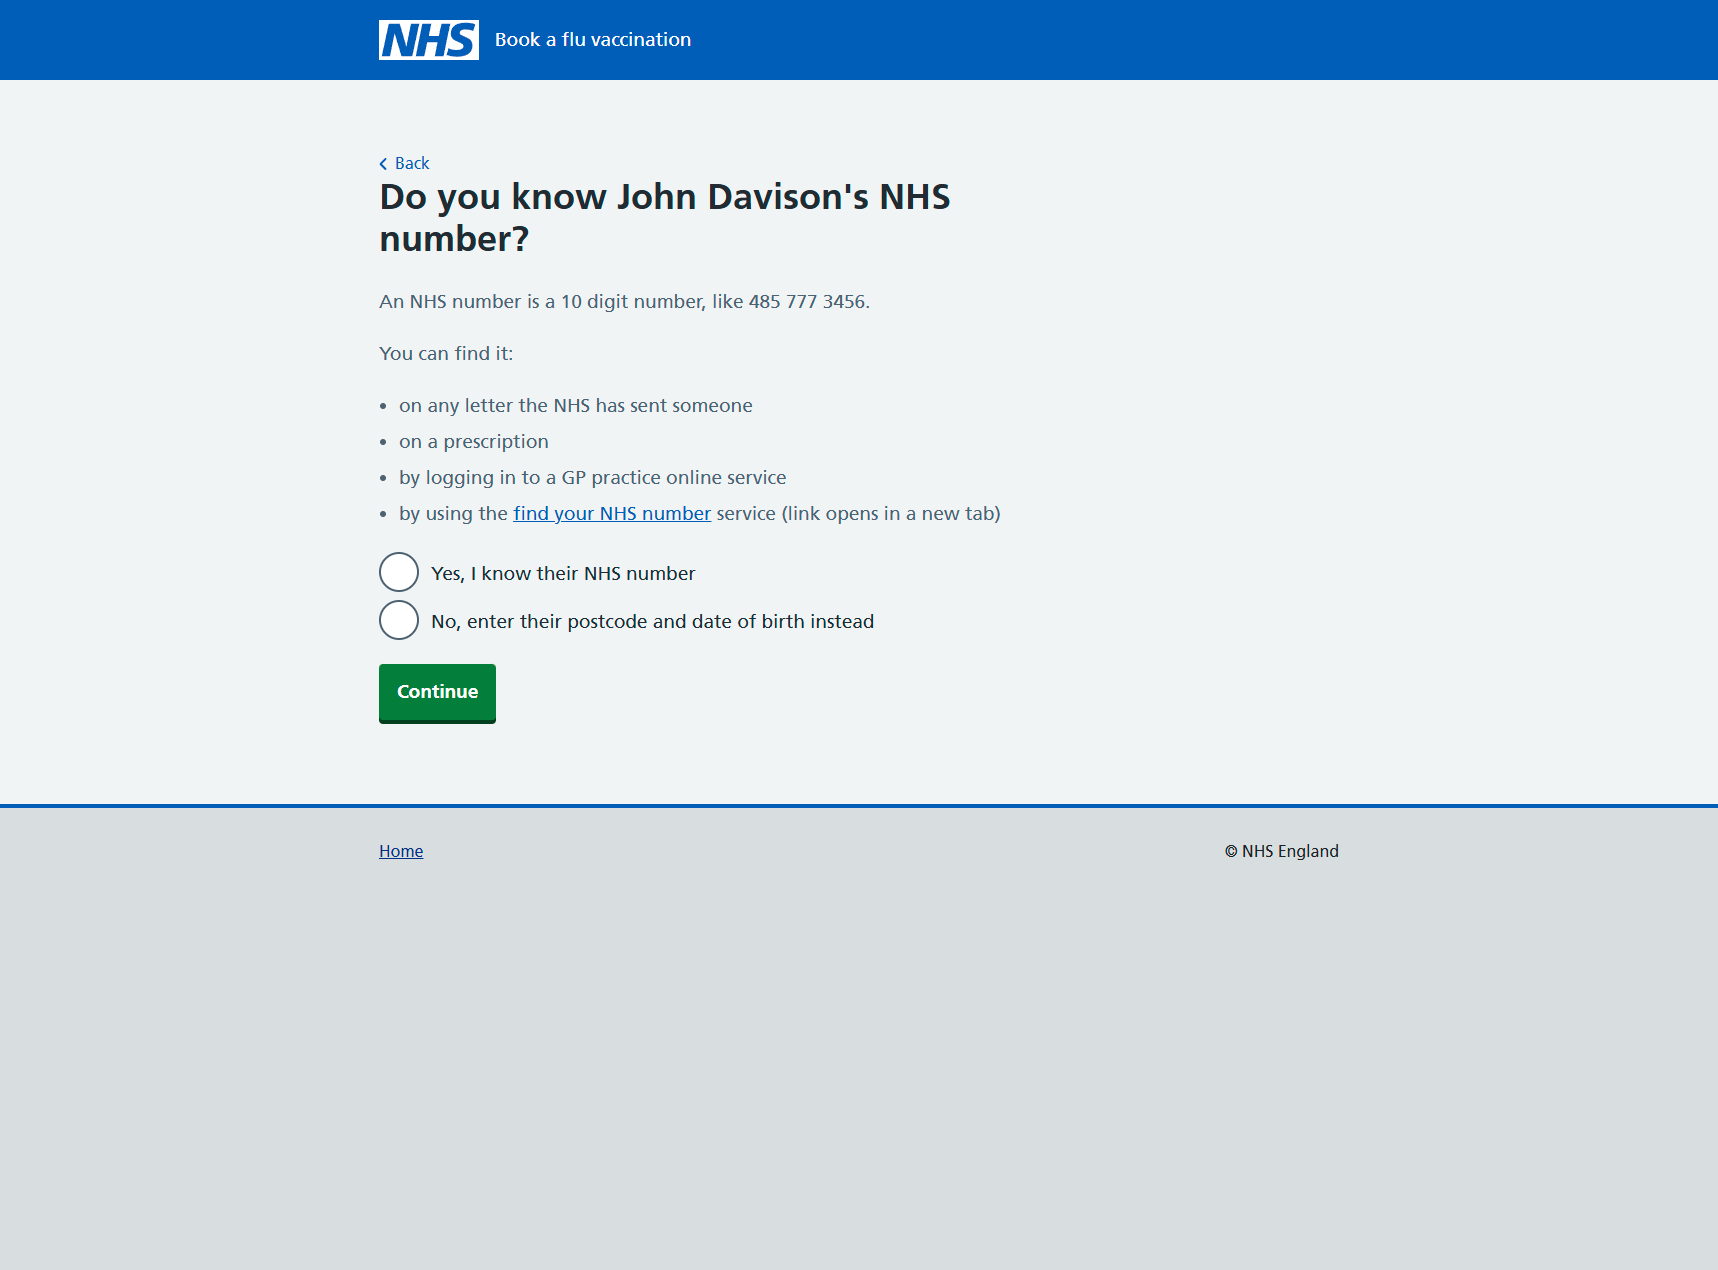 NHS Book a flu vaccination
Back
Do you know John Davison's NHS
number?
An NHS number is a 10 digit number, like 485 777 3456.
You can find it:
• on any letter the NHS has sent someone
• on a prescription
• by logging in to a GP practice online service
• by using the find your NHS number service (link opens in a new tab)
Yes, I know their NHS number
No, enter their postcode and date of birth instead
Continue
Home © NHS England